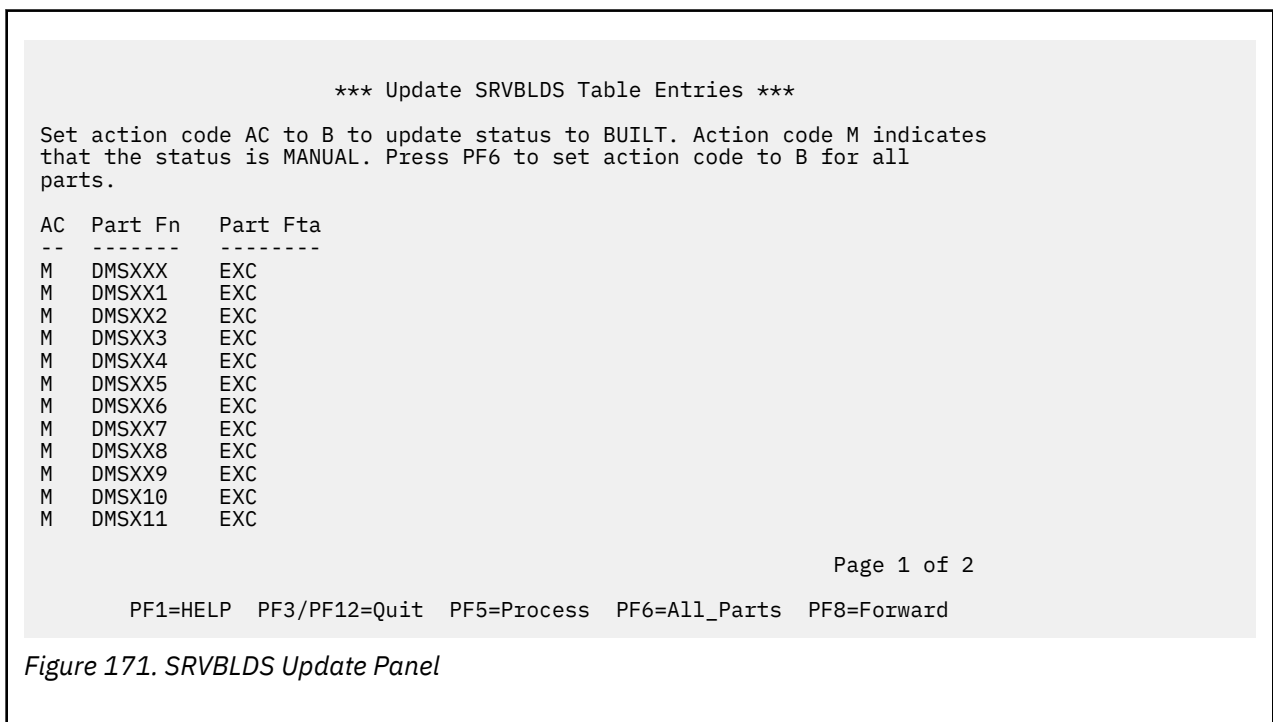 *** Update SRVBLDS Table Entries ***
Set action code AC to B to update status to BUILT. Action code M indicates
that the status is MANUAL. Press PF6 to set action code to B for all
parts.
AC Part Fn Part Fta
-- ------- --------
M DMSXXX EXC
M DMSXX1 EXC
M DMSXX2 EXC
M DMSXX3 EXC
M DMSXX4 EXC
M DMSXX5 EXC
M DMSXX6 EXC
M DMSXX7 EXC
M DMSXX8 EXC
M DMSXX9 EXC
M DMSX10 EXC
M DMSX11 EXC
Page 1 of 2
PF1=HELP PF3/PF12=Quit PF5=Process PF6=All_Parts PF8=Forward
Figure 171. SRVBLDS Update Panel